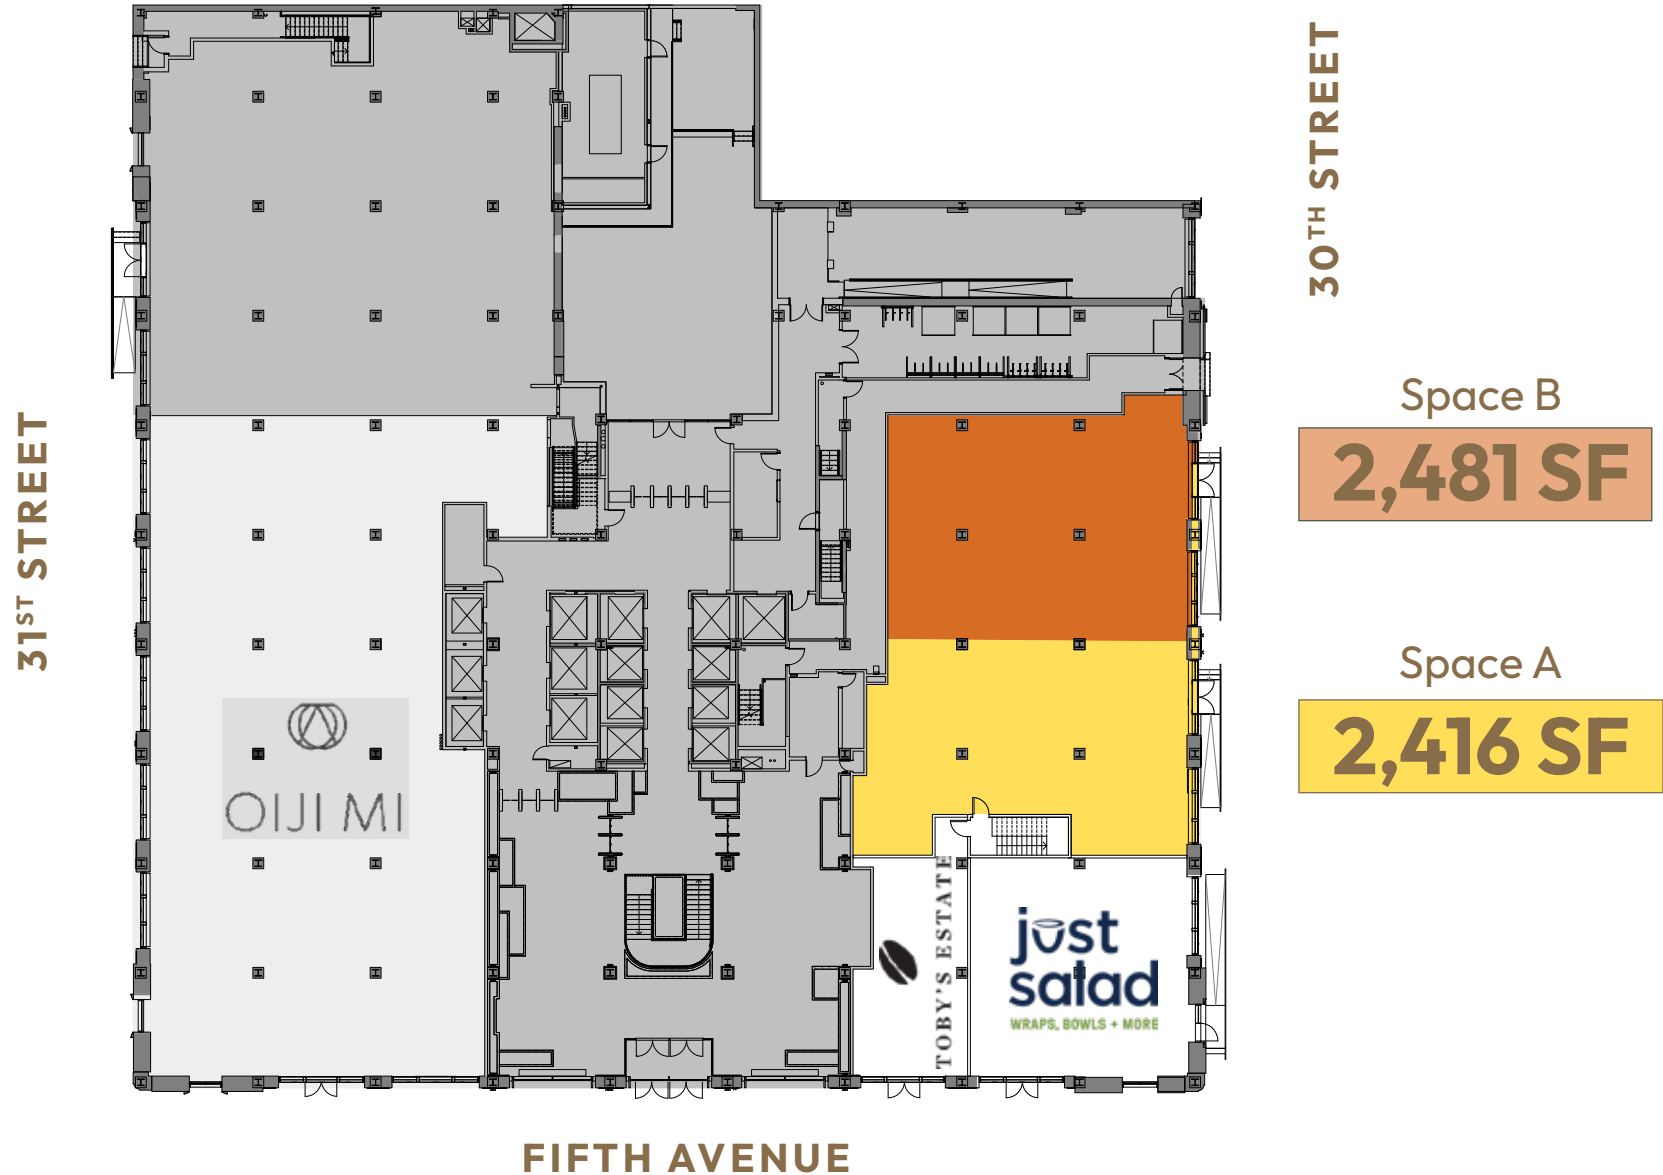 30TH STREET
31ST STREET
Space B
2,481 SF
Space A
2,416 SF
OIJI MI
TOBY'S ESTATE
just
salad
WRAPS, BOWLS + MORE
FIFTH AVENUE